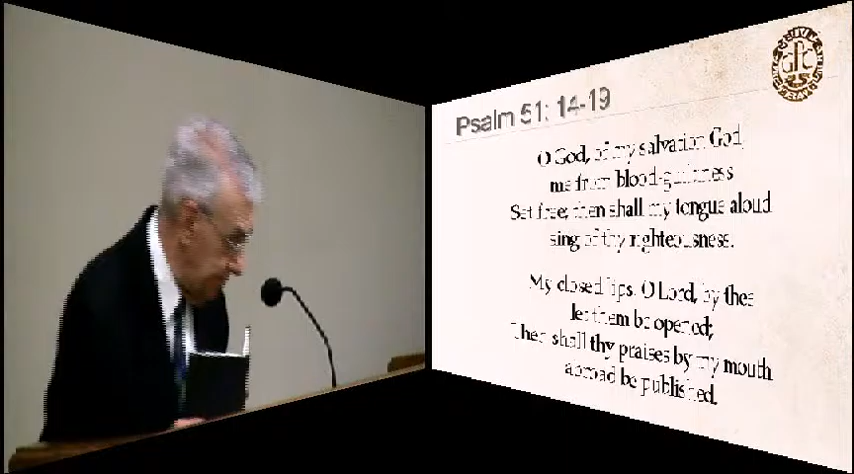 Psalm 51: 14-19
O God, of my salvation God,
me from blood-guiltness
Set free; then shall my tongue aloud
sing of thy righteousness.
My closed lips, O Lord, by thee
let them be opened;
Then shall thy praises by my mouth
abroad be published.
GPC